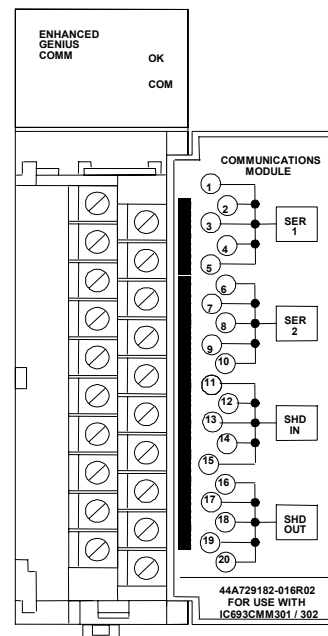 ENHANCED
GENIUS
COMM
OK
COM
COMMUNICATIONS
MODULE
1
2
3
4
5
SER
1
6
7
8
9
10
SER
2
11
12
13
14
15
SHD
IN
16
17
18
19
20
SHD
OUT
44A729182-016R02
FOR USE WITH
IC693CMM301 / 302